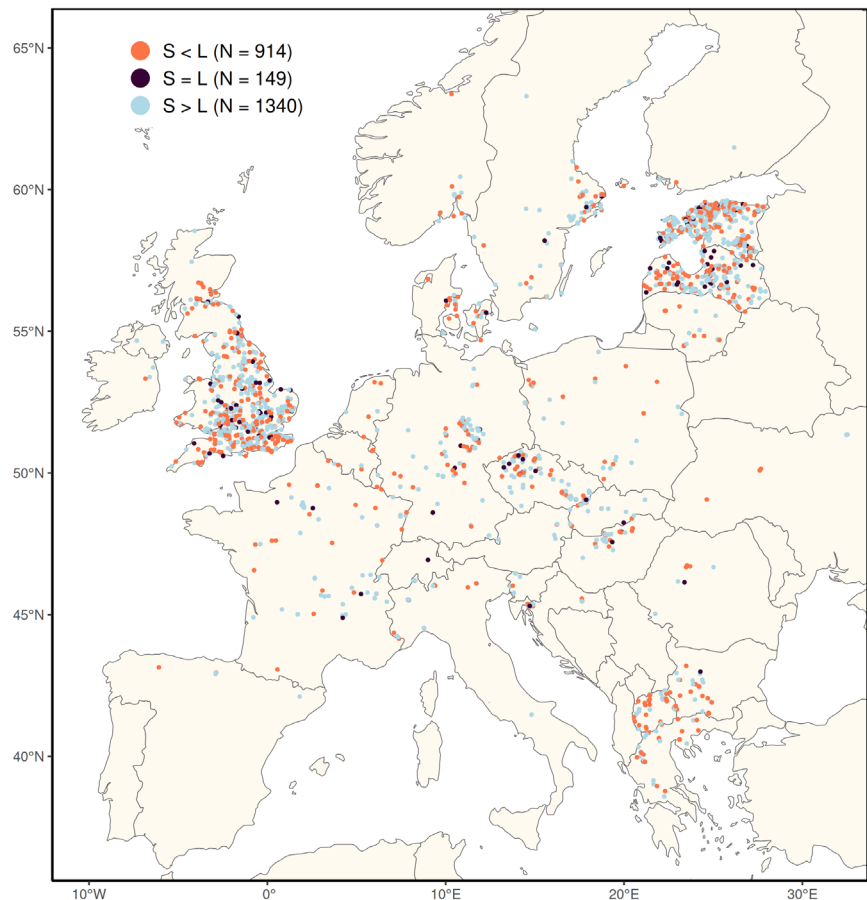 65°N
60°N
55°N
50°N
45°N
40°N
S < L (N = 914)
S = L (N = 149)
S > L (N = 1340)
10°W
0°
10°E
20°E
30°E